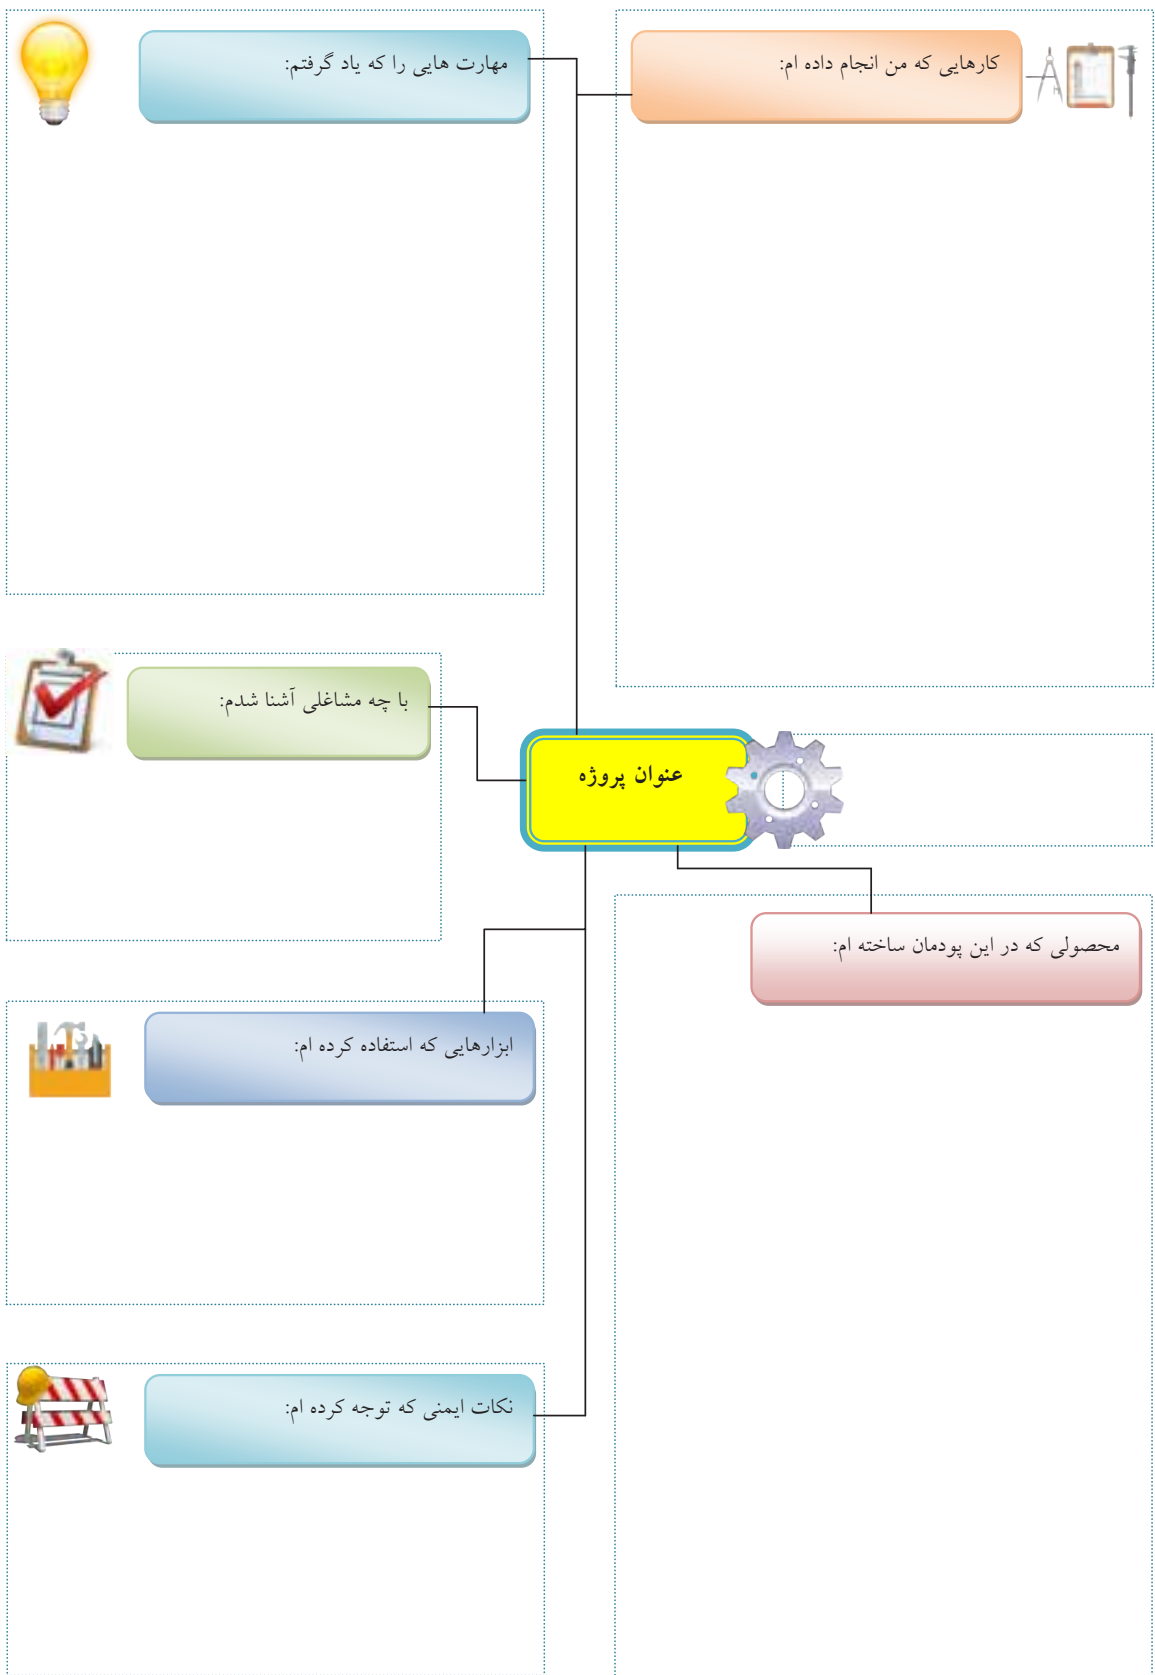 کارهایی که من انجام داده ام:
مهارت هایی را که یاد گرفتم:
با چه مشاغلی آشنا شدم:
عنوان پروژه
محصولی که در این پودمان ساخته ام:
ابزارهایی که استفاده کرده ام:
نکات ایمنی که توجه کرده ام: